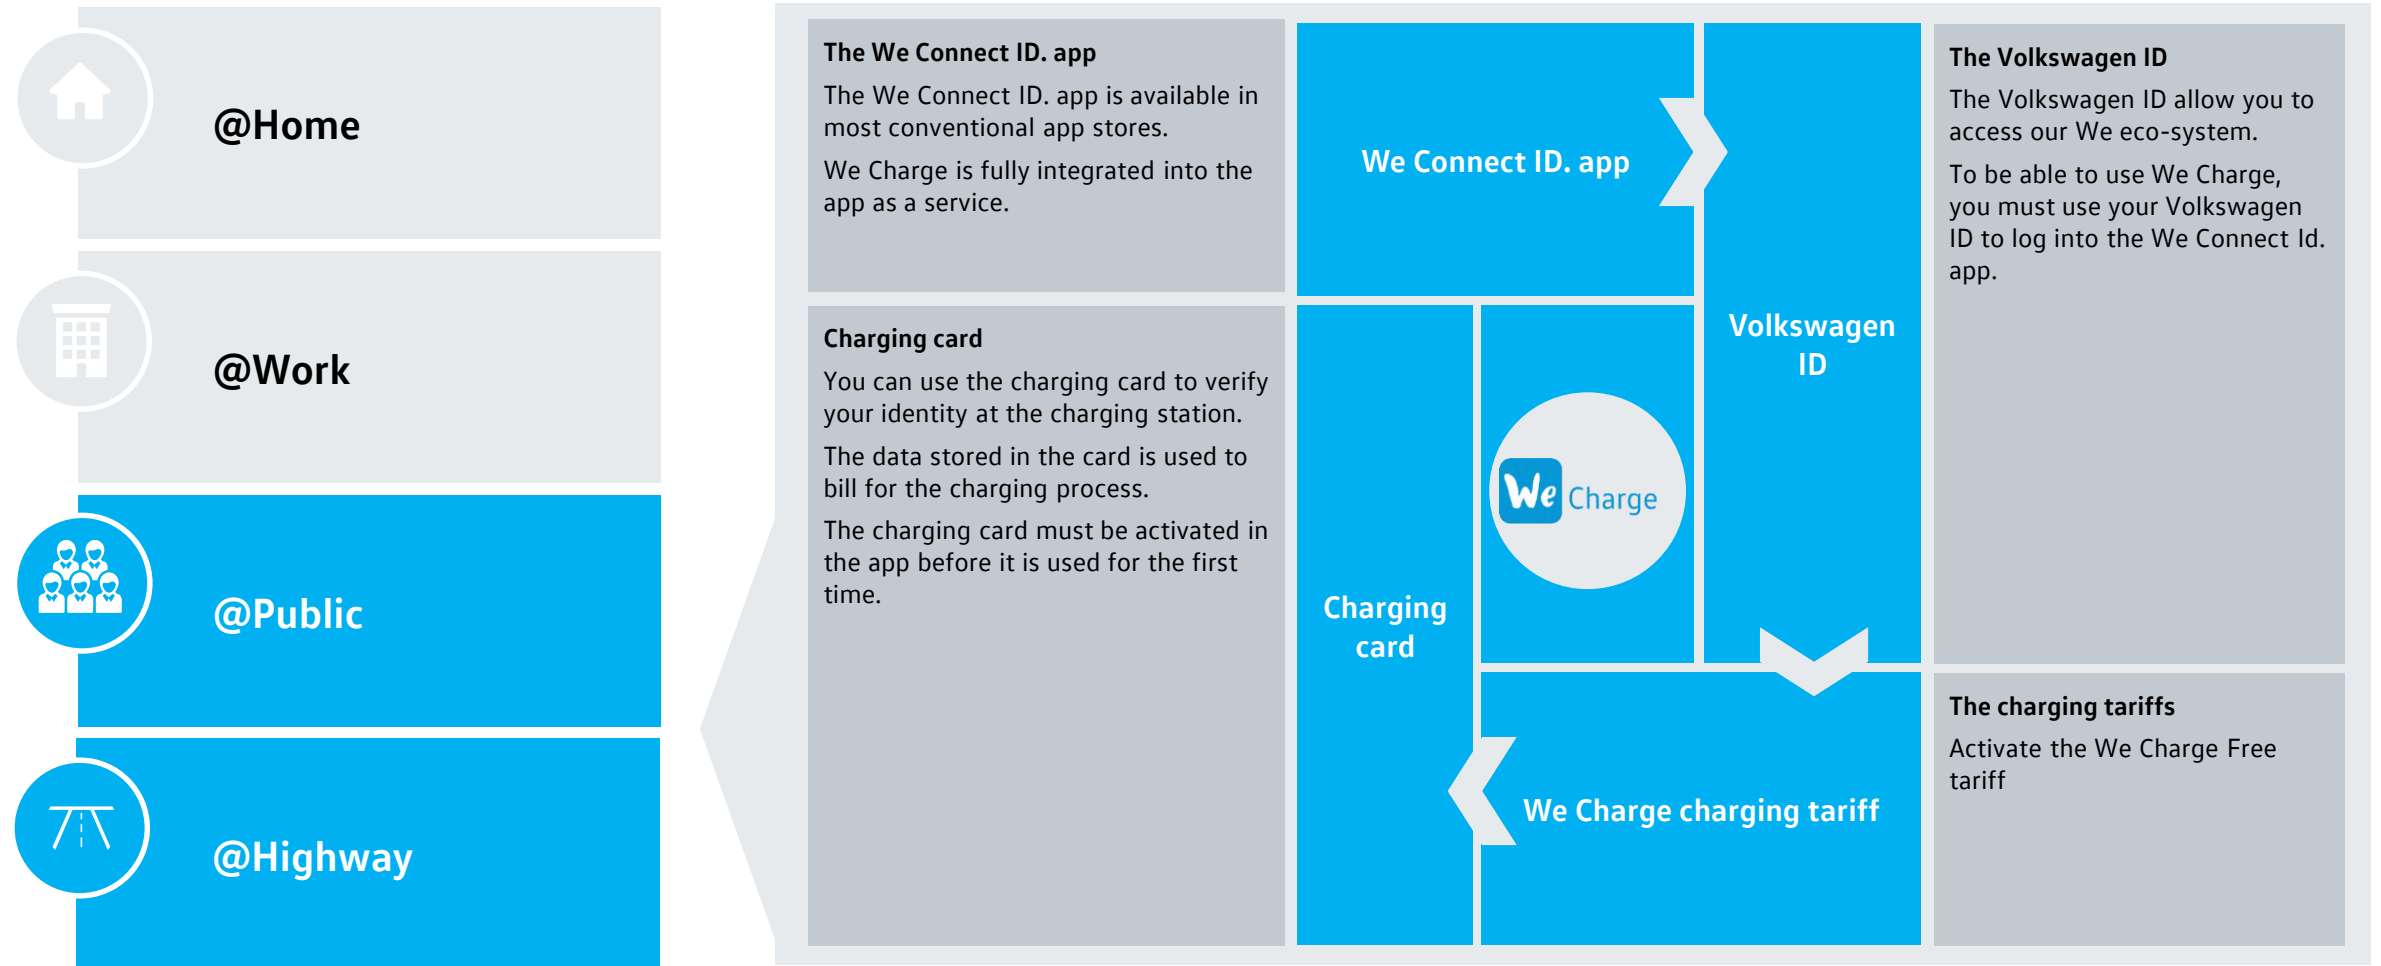 @Home
@Work
@Public
@Highway
The We Connect ID. app
The We Connect ID. app is available in
most conventional app stores.
We Charge is fully integrated into the
app as a service.
Charging card
You can use the charging card to verify
your identity at the charging station.
The data stored in the card is used to
bill for the charging process.
The charging card must be activated in
the app before it is used for the first
time.
We Connect ID. app
Volkswagen
ID
We Charge
Charging
card
We Charge charging tariff
The Volkswagen ID
The Volkswagen ID allow you to
access our We eco-system.
To be able to use We Charge,
you must use your Volkswagen
ID to log into the We Connect Id.
app.
The charging tariffs
Activate the We Charge Free
tariff